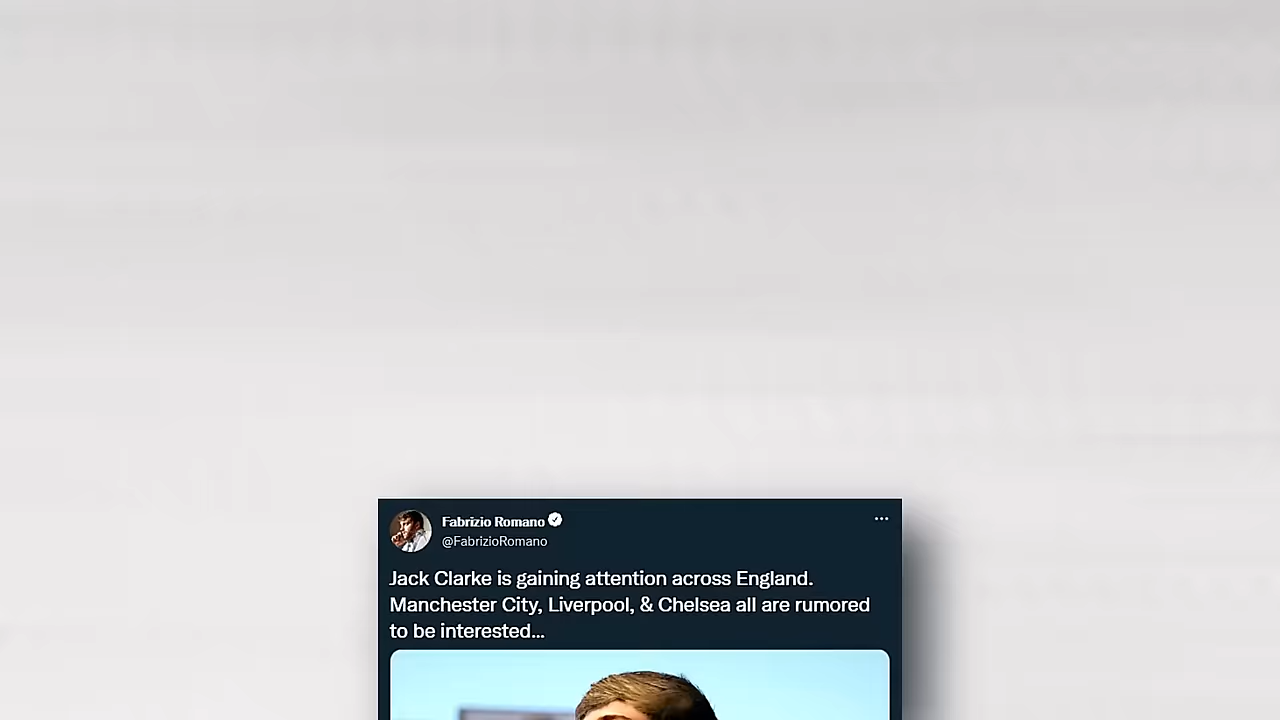 Fabrizio Romano
@FabrizioRomano
Jack Clarke is gaining attention across England.
Manchester City, Liverpool, & Chelsea all are rumored
to be interested...